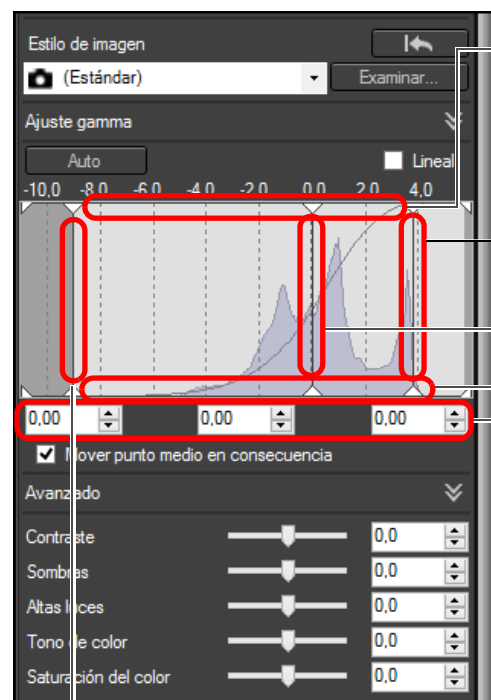 Estilo de imagen
(Estándar) Examinar...
Ajuste gamma
Auto Lineal
-10,0 -8,0 -6,0 -4,0 -2,0 0,0 2,0 4,0
0,00 0,00 0,00
Mover punto medio en consecuencia
Avanzado
Contraste 0,0
Sombras 0,0
Altas luces 0,0
Tono de color 0,0
Saturación del color 0,0